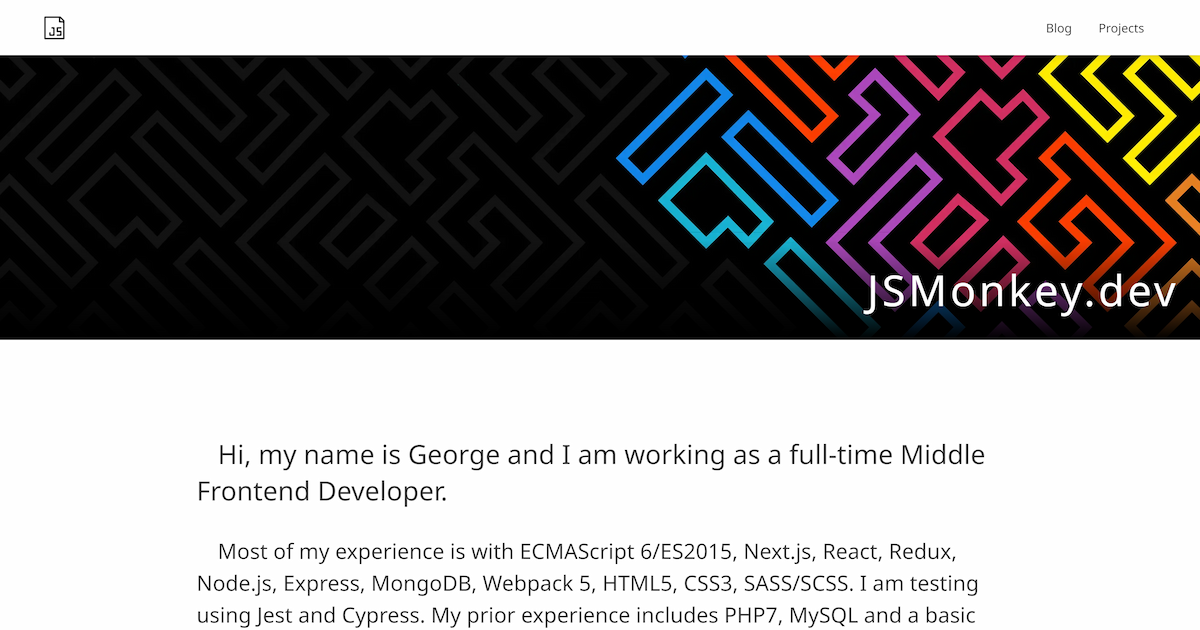 JS
Blog Projects
JSMonkey.dev
Hi, my name is George and I am working as a full-time Middle
Frontend Developer.
Most of my experience is with ECMAScript 6/ES2015, Next.js, React, Redux,
Node.js, Express, MongoDB, Webpack 5, HTML5, CSS3, SASS/SCSS. I am testing
using Jest and Cypress. My prior experience includes PHP7, MySQL and a basic